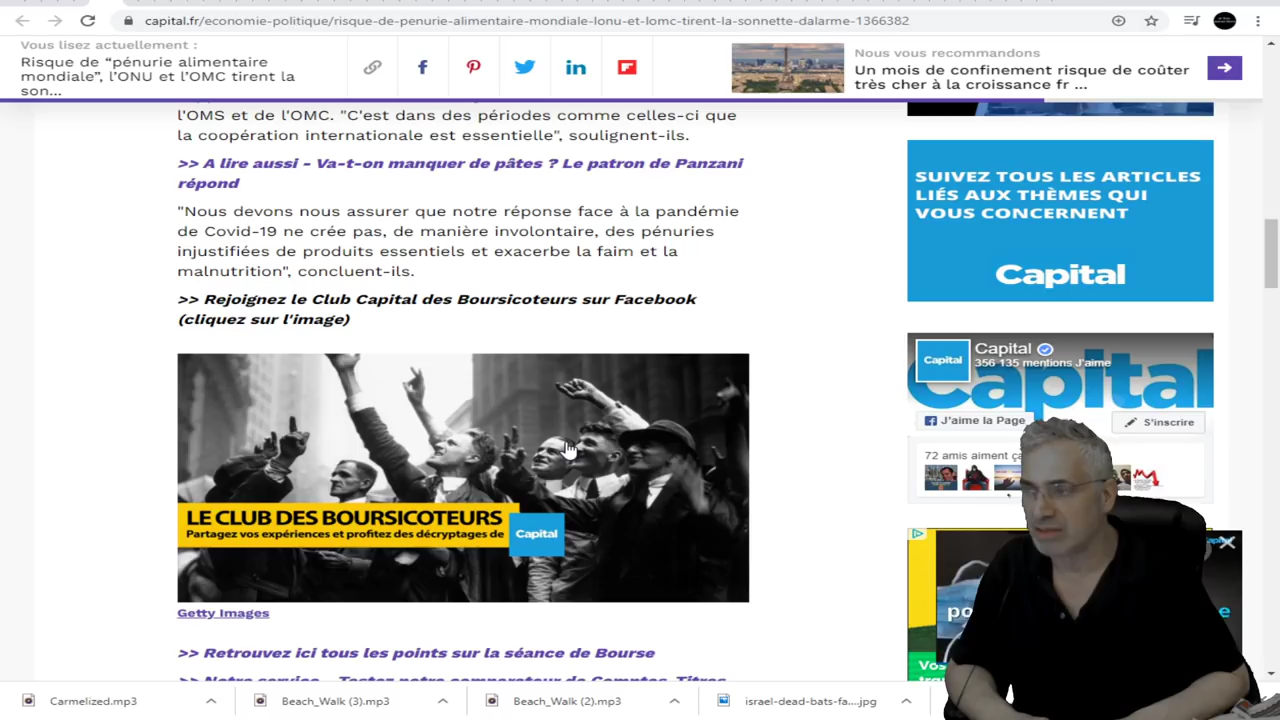 capital.fr/economie-politique/risque-de-penurie-alimentaire-mondiale-lonu-et-lomc-tirent-la-sonnette-dalarme-1366382
Vous lisez actuellement :
Risque de “pénurie alimentaire
mondiale”, l’ONU et l’OMC tirent la
son...
Nous vous recommandons
Un mois de confinement risque de coûter
très cher à la croissance fr ...
l'OMS et de l'OMC. "C'est dans des périodes comme celles-ci que
la coopération internationale est essentielle", soulignent-ils.
>> A lire aussi - Va-t-on manquer de pâtes ? Le patron de Panzani
répond
"Nous devons nous assurer que notre réponse face à la pandémie
de Covid-19 ne crée pas, de manière involontaire, des pénuries
injustifiées de produits essentiels et exacerbe la faim et la
malnutrition", concluent-ils.
>> Rejoignez le Club Capital des Boursicoteurs sur Facebook
(cliquez sur l'image)
LE CLUB DES BOURSICOTEURS
Partagez vos expériences et profitez des décryptages de
Capital
Getty Images
>> Retrouvez ici tous les points sur la séance de Bourse
>> Notre service - Testez notre comparateur de Comptes-Titres
SUIVEZ TOUS LES ARTICLES
LIÉS AUX THÈMES QUI
VOUS CONCERNENT
Capital
Capital
Capital
356 135 mentions J'aime
Capital
J'aime la Page
S'inscrire
72 amis aiment ça
po
Vos
Carmelized.mp3
Beach_Walk (3).mp3
Beach_Walk (2).mp3
israel-dead-bats-fa....jpg